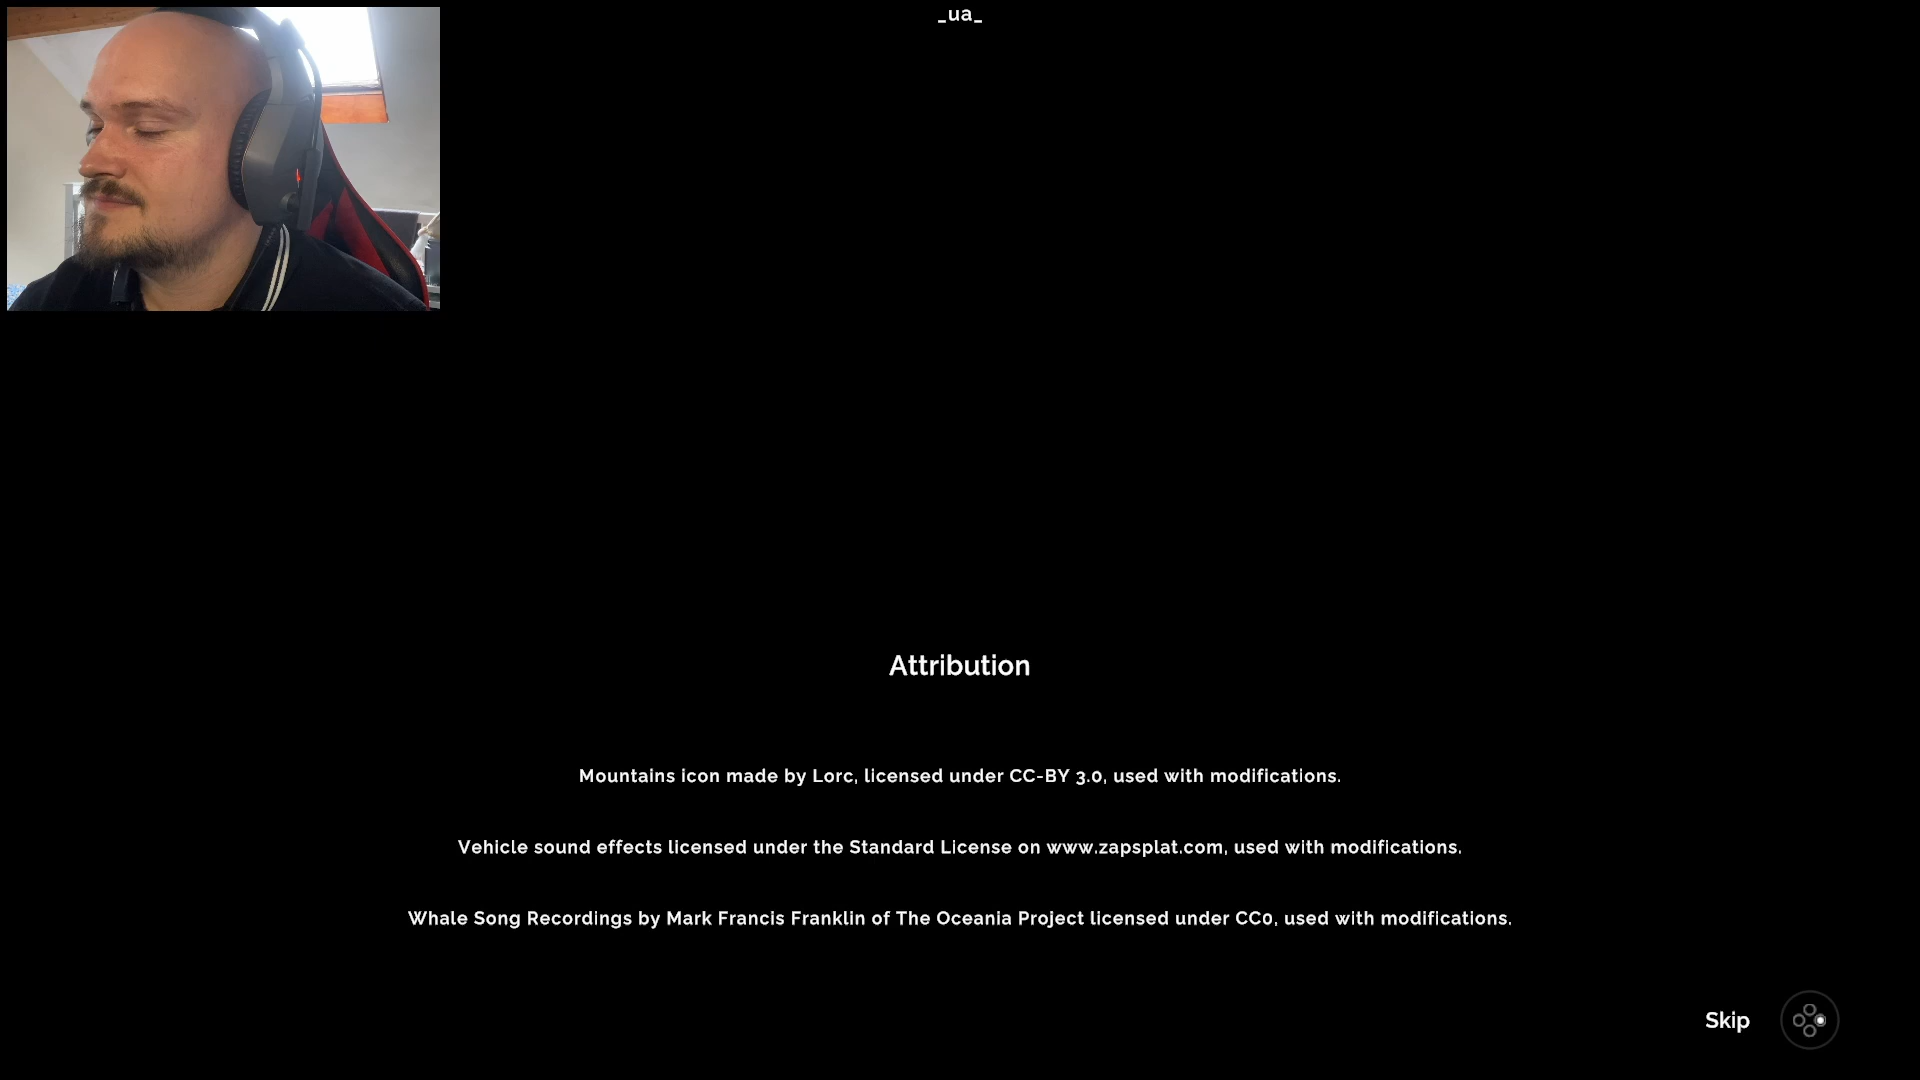 _ua_
Attribution
Mountains icon made by Lorc, licensed under CC-BY 3.0, used with modifications.
Vehicle sound effects licensed under the Standard License on www.zapsplat.com, used with modifications.
Whale Song Recordings by Mark Francis Franklin of The Oceania Project licensed under CC0, used with modifications.
Skip